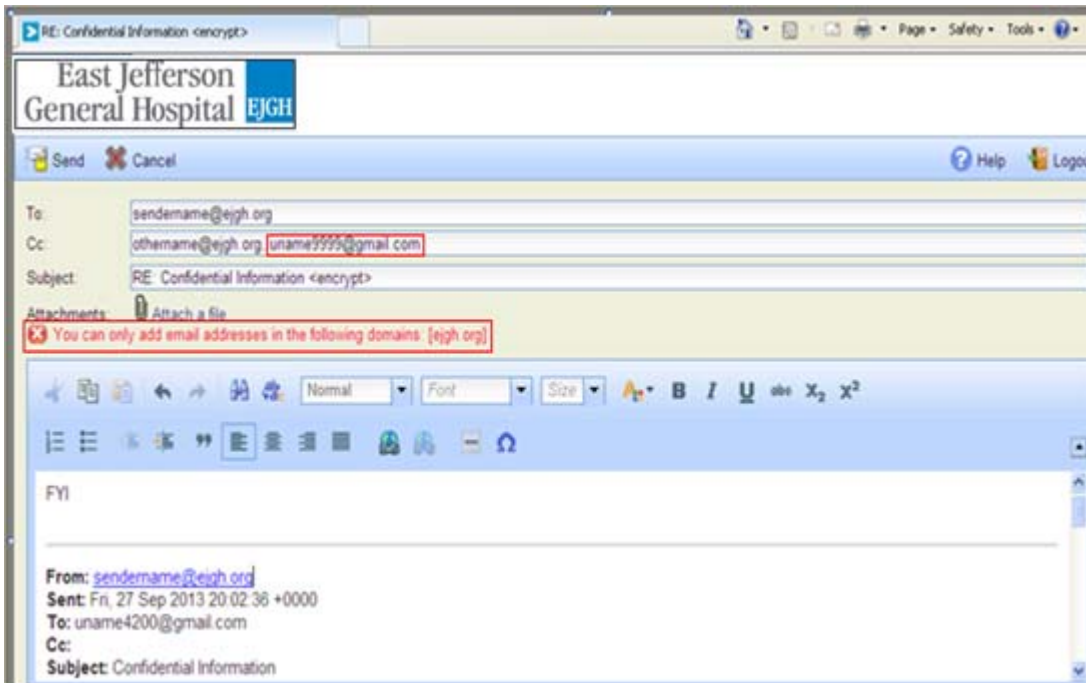 RE: Confidential Information <encrypt>
Page
Safety
Tools
East Jefferson
General Hospital EJGH
Send Cancel
Help Logou
To: sendername@ejgh.org
Cc: othername@ejgh.org, uname9999@gmail.com
Subject: RE: Confidential Information <encrypt>
Attachments: Attach a file
You can only add email addresses in the following domains: [ejgh.org]
Normal Font Size A B I U abc X₂ X²
FYI
From: sendername@ejgh.org
Sent: Fri, 27 Sep 2013 20:02:36 +0000
To: uname4200@gmail.com
Cc:
Subject: Confidential Information